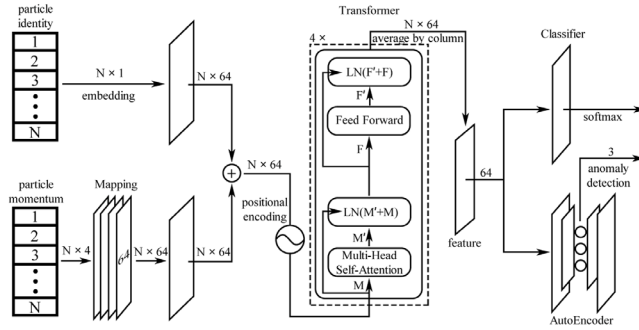 particle
identity
1
2
3
N
N × 1
embedding
N × 64
particle
momentum
1
2
3
N
N × 4
Mapping
64
N × 64
N × 64
N × 64
positional
encoding
Transformer
4 ×
LN(F'+F)
F'
Feed Forward
F
LN(M'+M)
M'
Multi-Head
Self-Attention
M
N × 64
average by column
feature
64
Classifier
softmax
3
anomaly
detection
AutoEncoder